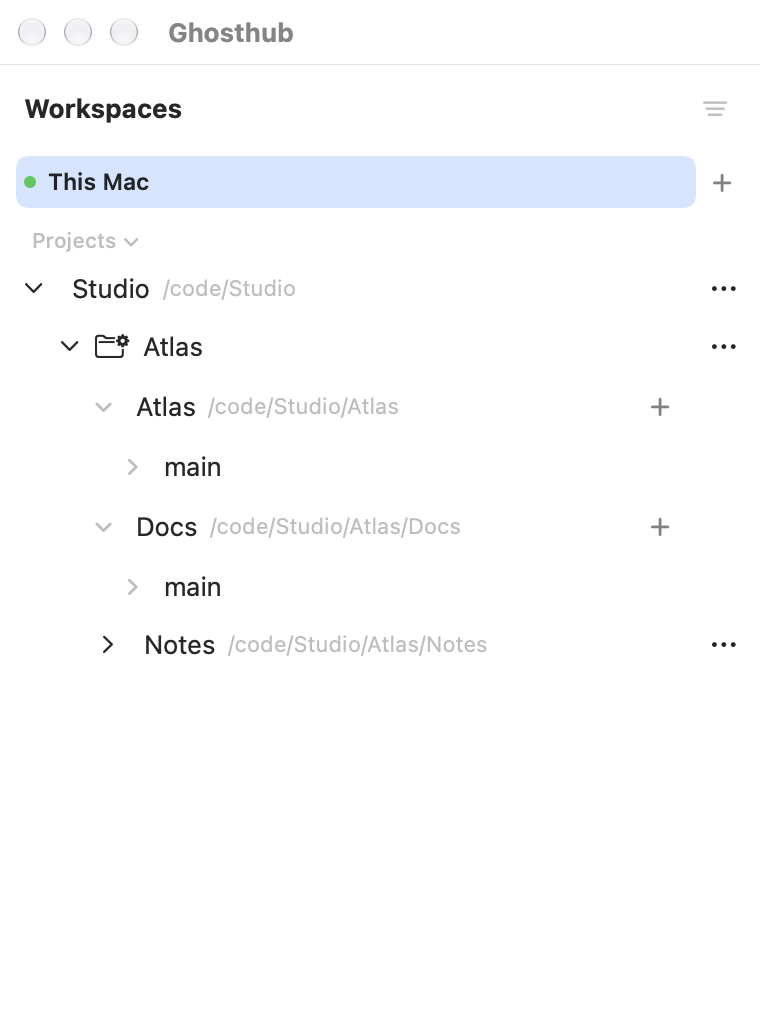 Ghosthub
Workspaces
This Mac
Projects
Studio /code/Studio
Atlas
Atlas /code/Studio/Atlas
main
Docs /code/Studio/Atlas/Docs
main
Notes /code/Studio/Atlas/Notes